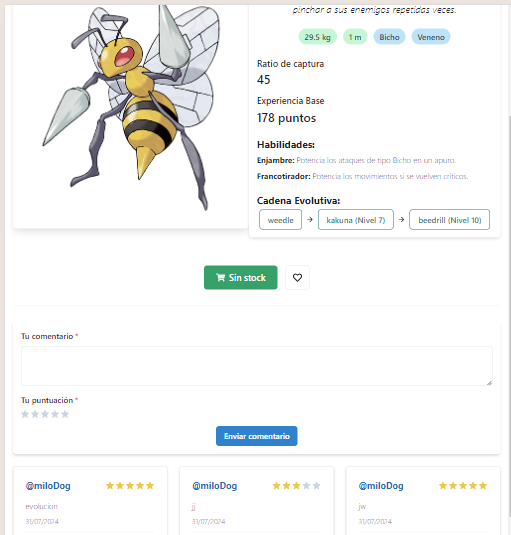 pinchar a sus enemigos repetidas veces.
29.5 kg 1 m Bicho Veneno
Ratio de captura
45
Experiencia Base
178 puntos
Habilidades:
Enjambre: Potencia los ataques de tipo Bicho en un apuro.
Francotirador: Potencia los movimientos si se vuelven críticos.
Cadena Evolutiva:
weedle → kakuna (Nivel 7) → beedrill (Nivel 10)
Sin stock
Tu comentario *
Tu puntuación *
Enviar comentario
@miloDog @miloDog @miloDog
evolucion jj jw
31/07/2024 31/07/2024 31/07/2024